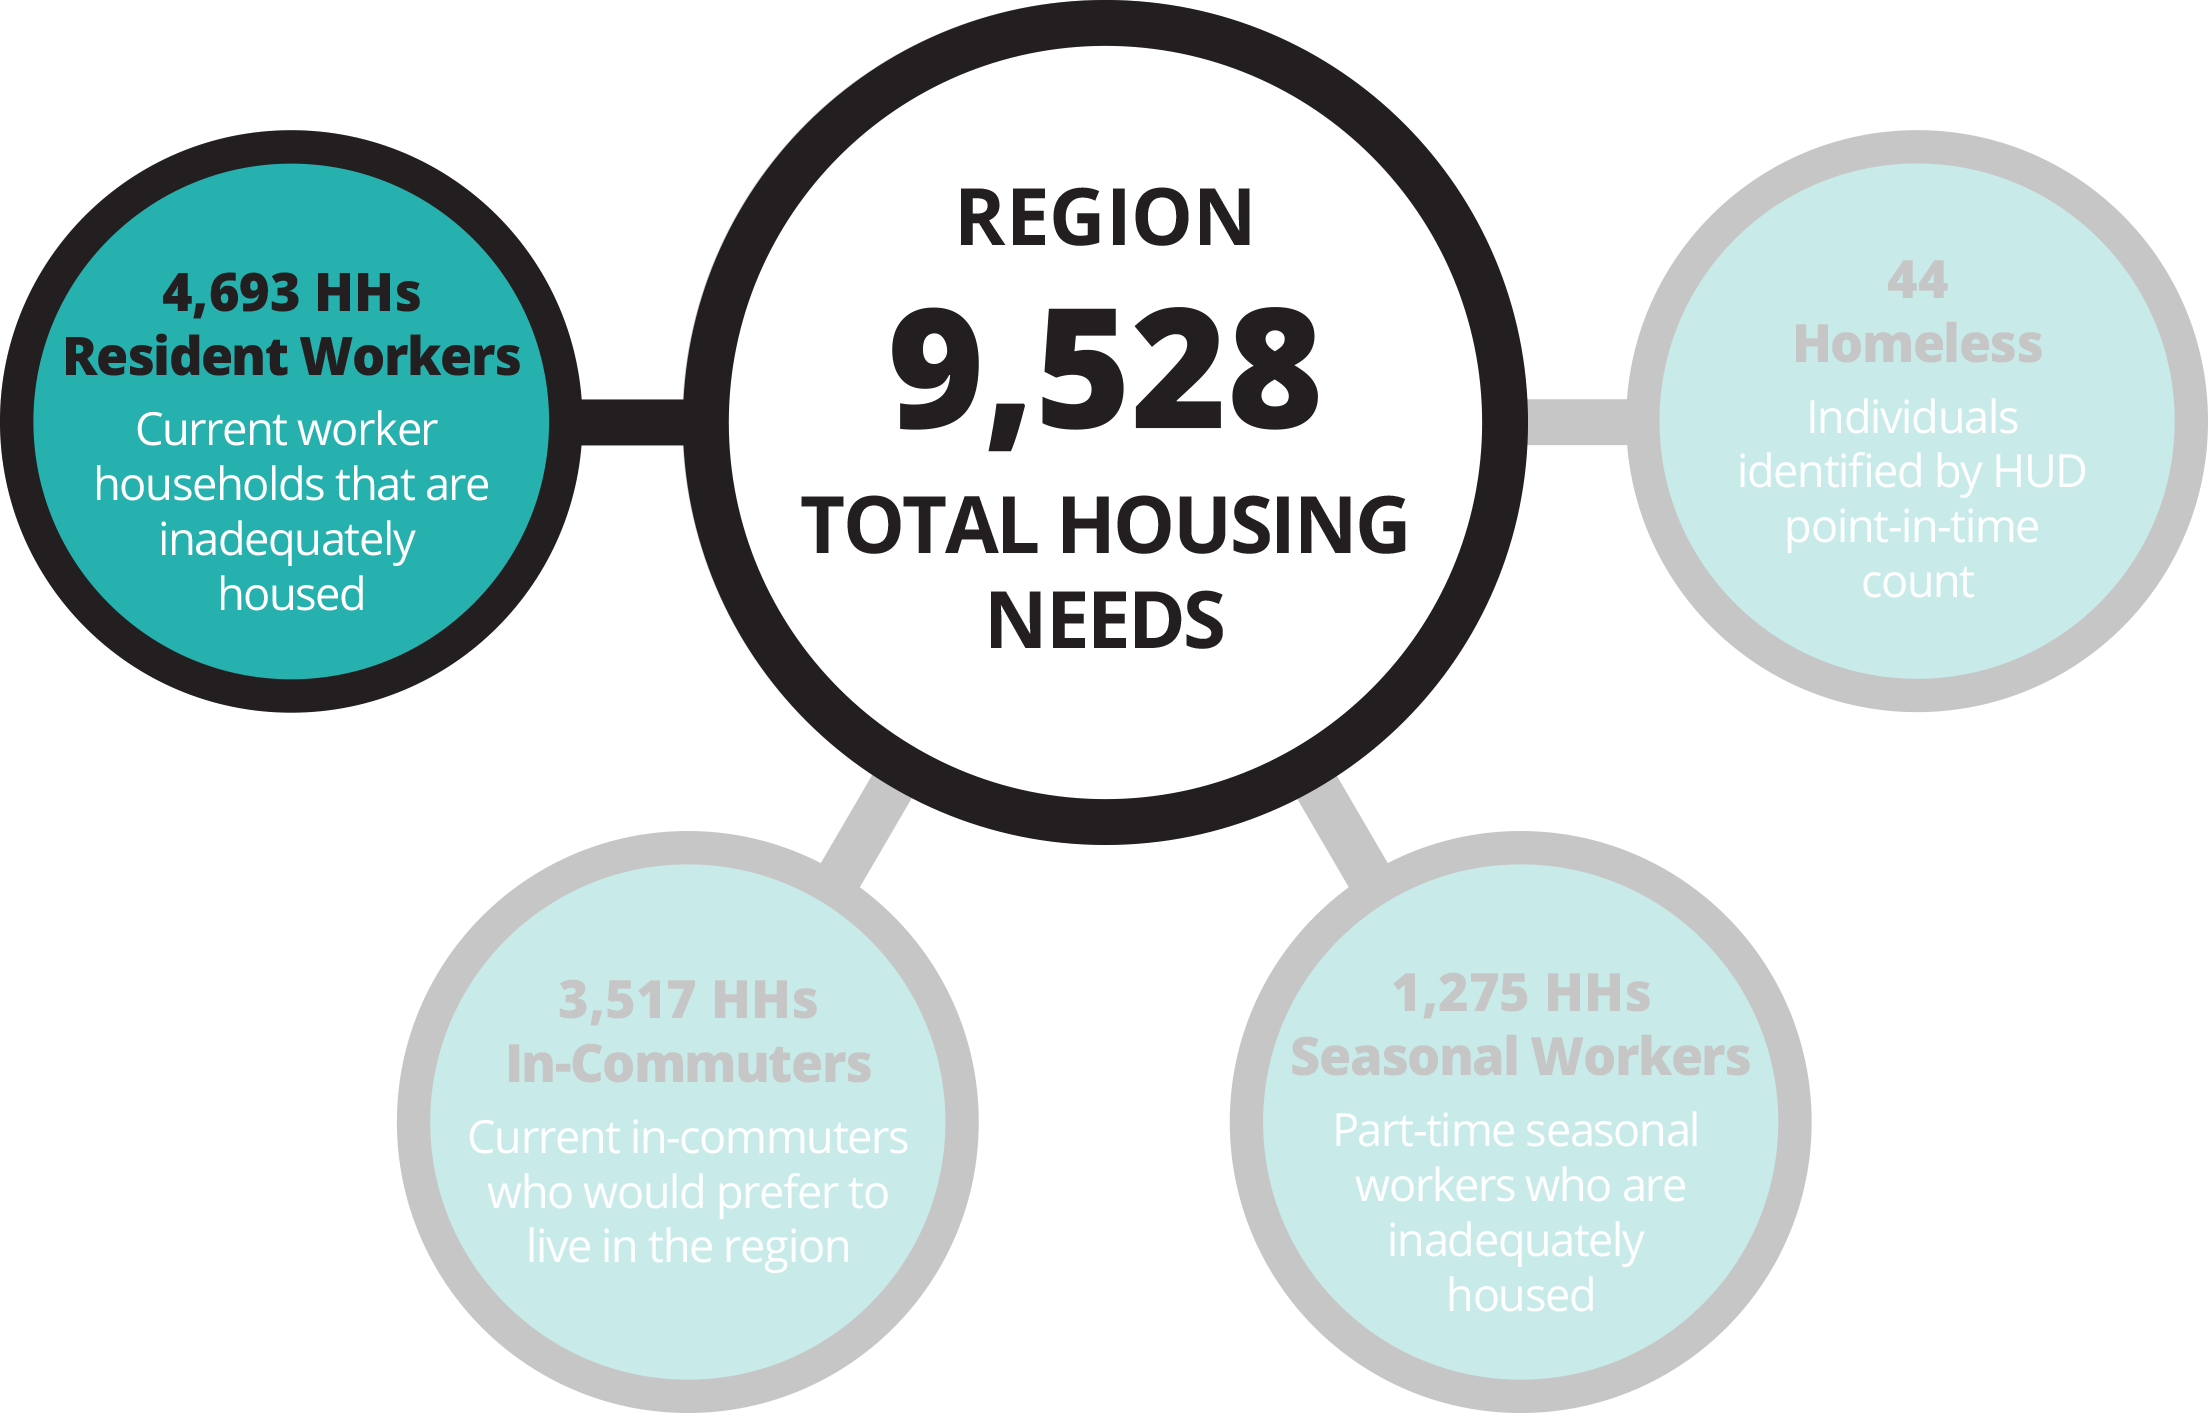 REGION
9,528
TOTAL HOUSING
NEEDS
4,693 HHs
Resident Workers
Current worker
households that are
inadequately
housed
44
Homeless
Individuals
identified by HUD
point-in-time
count
3,517 HHs
In-Commuters
Current in-commuters
who would prefer to
live in the region
1,275 HHs
Seasonal Workers
Part-time seasonal
workers who are
inadequately
housed